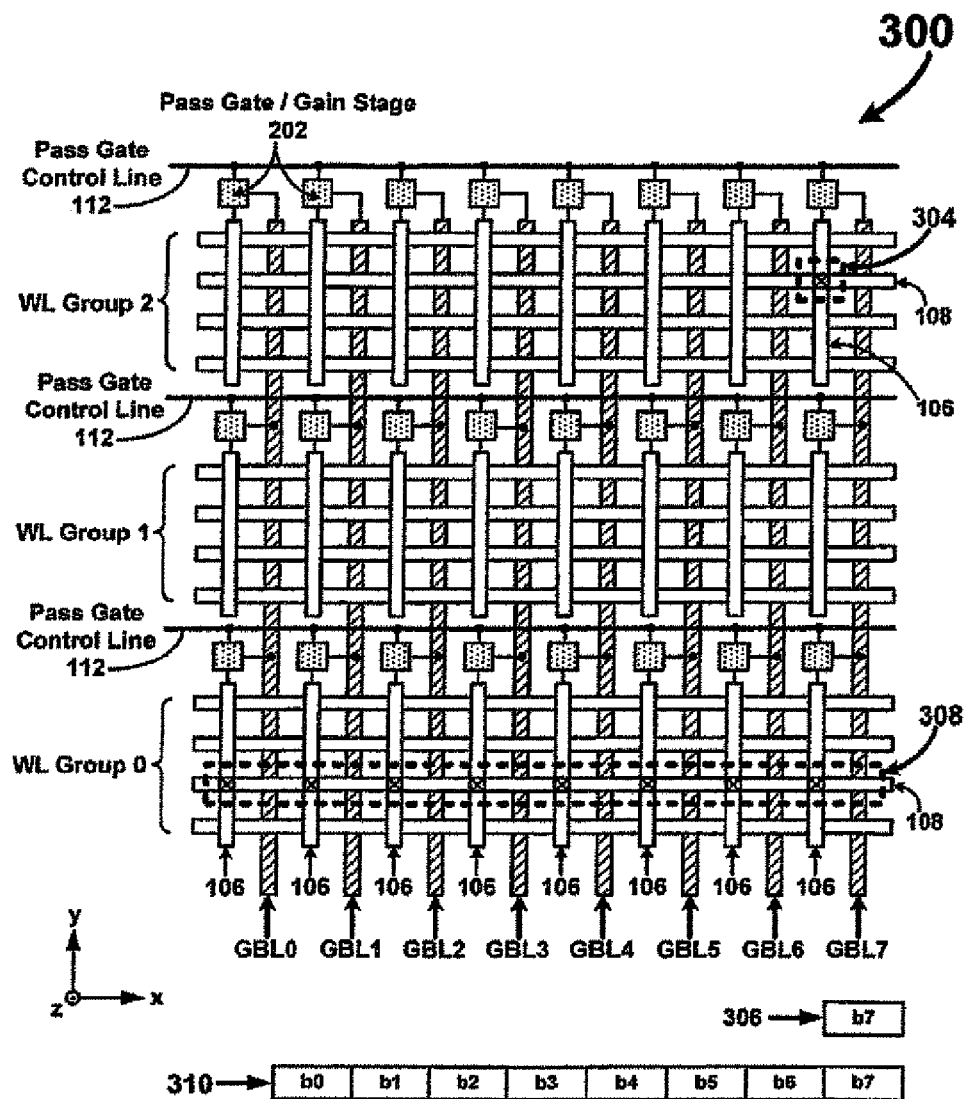 300
Pass Gate / Gain Stage
202
Pass Gate
Control Line
112
304
WL Group 2
108
106
Pass Gate
Control Line
112
WL Group 1
Pass Gate
Control Line
112
308
WL Group 0
108
106 106 106 106 106 106 106 106
GBL0 GBL1 GBL2 GBL3 GBL4 GBL5 GBL6 GBL7
y
z x
306 b7
310 b0 b1 b2 b3 b4 b5 b6 b7